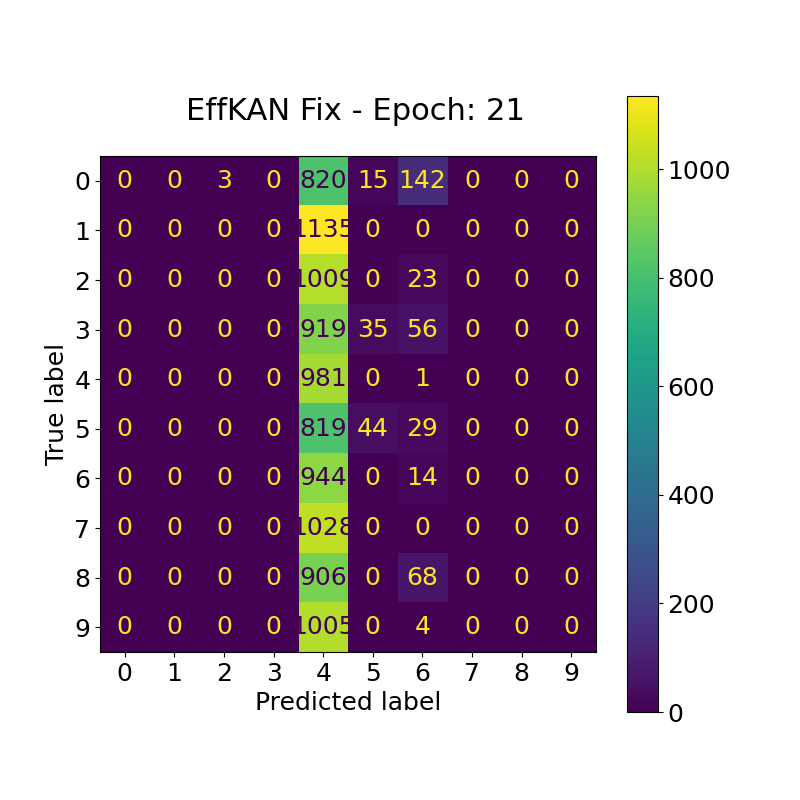 EffKAN Fix - Epoch: 21
0 0 0 3 0 820 15 142 0 0 0
1 0 0 0 0 1135 0 0 0 0 0
2 0 0 0 0 1009 0 23 0 0 0
3 0 0 0 0 919 35 56 0 0 0
4 0 0 0 0 981 0 1 0 0 0
5 0 0 0 0 819 44 29 0 0 0
6 0 0 0 0 944 0 14 0 0 0
7 0 0 0 0 1028 0 0 0 0 0
8 0 0 0 0 906 0 68 0 0 0
9 0 0 0 0 1005 0 4 0 0 0
0 1 2 3 4 5 6 7 8 9
Predicted label
True label
1000
800
600
400
200
0